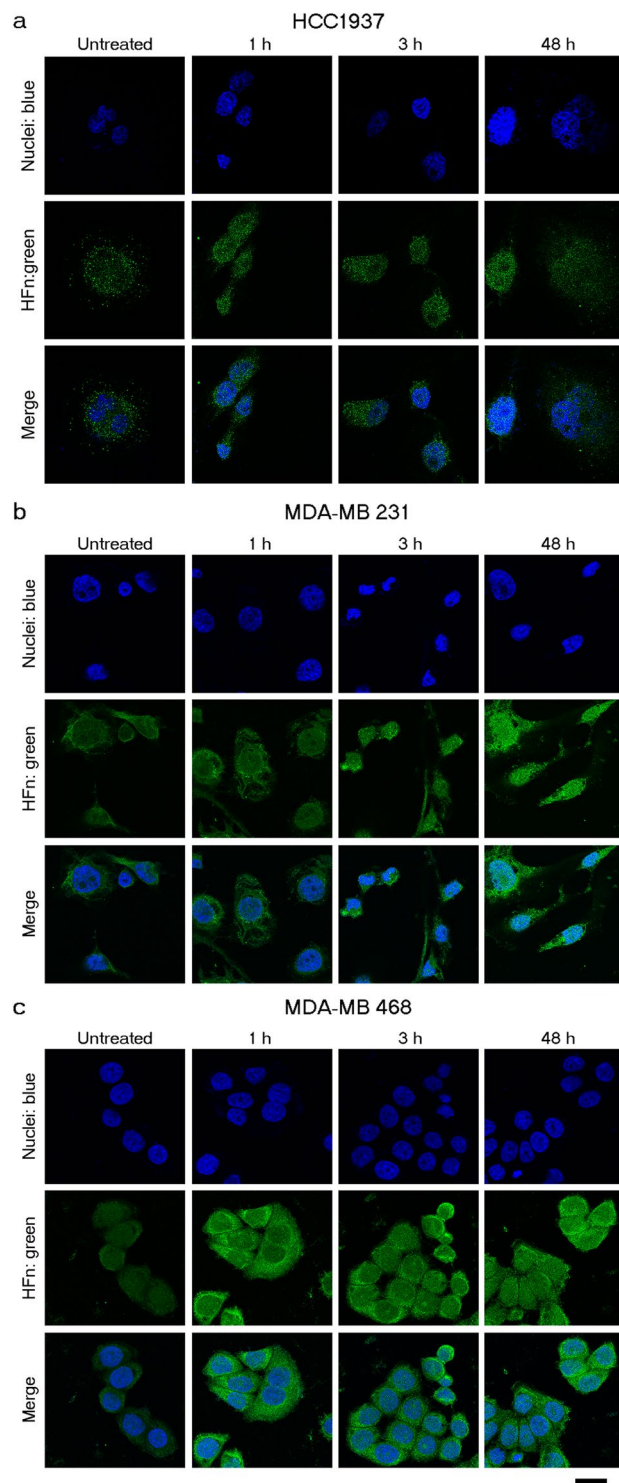 a
HCC1937
Untreated 1 h 3 h 48 h
Nuclei: blue
HFn:green
Merge
b
MDA-MB 231
Untreated 1 h 3 h 48 h
Nuclei: blue
HFn: green
Merge
c
MDA-MB 468
Untreated 1 h 3 h 48 h
Nuclei: blue
HFn: green
Merge